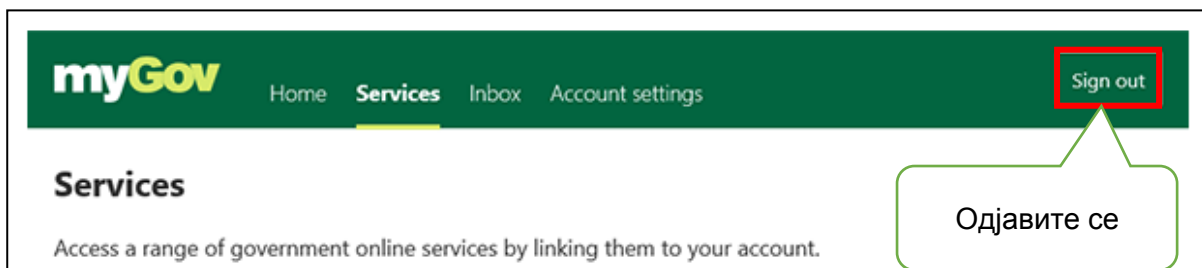 myGov Home Services Inbox Account settings Sign out
Services
Одјавите се
Access a range of government online services by linking them to your account.